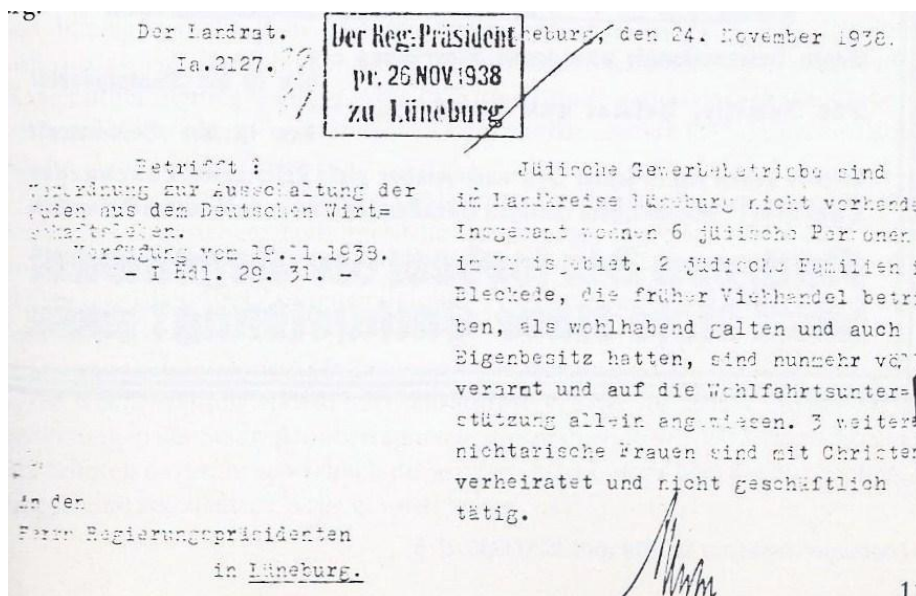 Der Landrat.
Ia.2127.
Der Reg.Präsident
pr. 26 NOV 1938
zu Lüneburg
neburg, den 24. November 1938.
Betrifft:
Verordnung zur Ausschaltung der
Juden aus dem Deutschen Wirt=
schaftsleben.
Verfügung vom 19.11.1938.
I Hdl. 29.31.-
An den
Herrn Regierungspräsidenten
in Lüneburg.
Jüdische Gewerbebetriebe sind
im Landkreise Lüneburg nicht vorhande
Insgesamt wohnen 6 jüdische Personen
Kreisgebiet. 2 jüdische Familien i
Bleckede, die früher Viehhandel betri
ben, als wohlhabend galten und auch
Eigenbesitz hatten, sind nunmehr völ
verarmt und auf die Wohlfahrtsunter
stützung allein angewiesen. 3 weitere
nichtarische Frauen sind mit Christen
verheiratet und nicht geschäftlich
tätig.